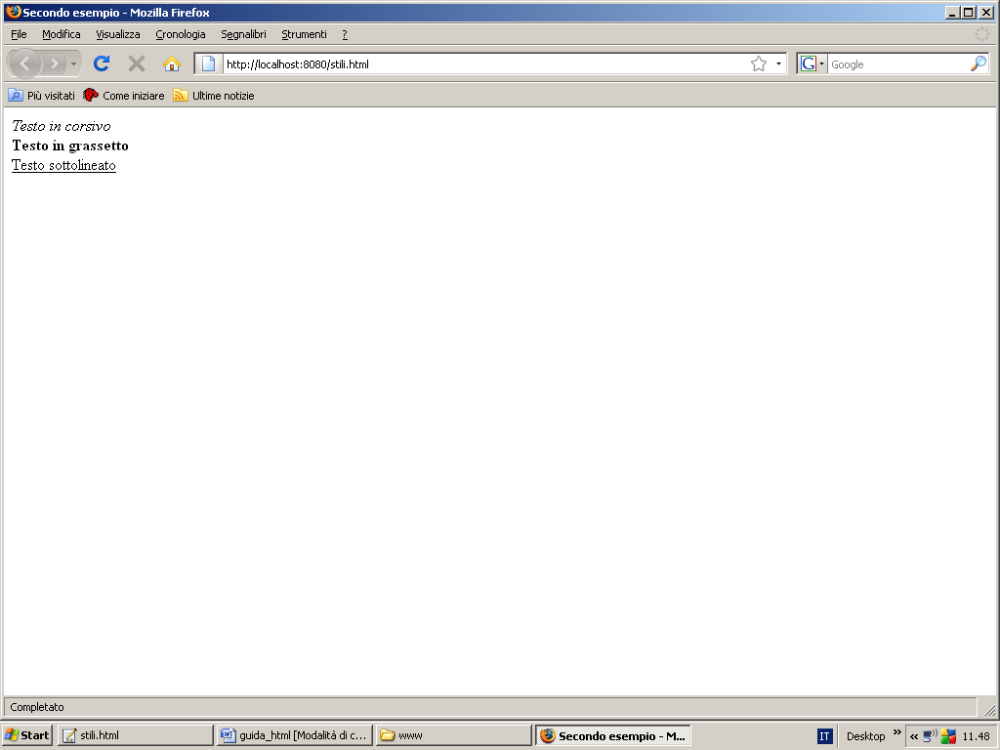 Secondo esempio - Mozilla Firefox
File Modifica Visualizza Cronologia Segnalibri Strumenti ?
http://localhost:8080/stili.html G Google
Più visitati Come iniziare Ultime notizie
Testo in corsivo
Testo in grassetto
Testo sottolineato
Completato
Start stili.html guida_html [Modalità di c... www Secondo esempio - M... IT Desktop » « 11.48